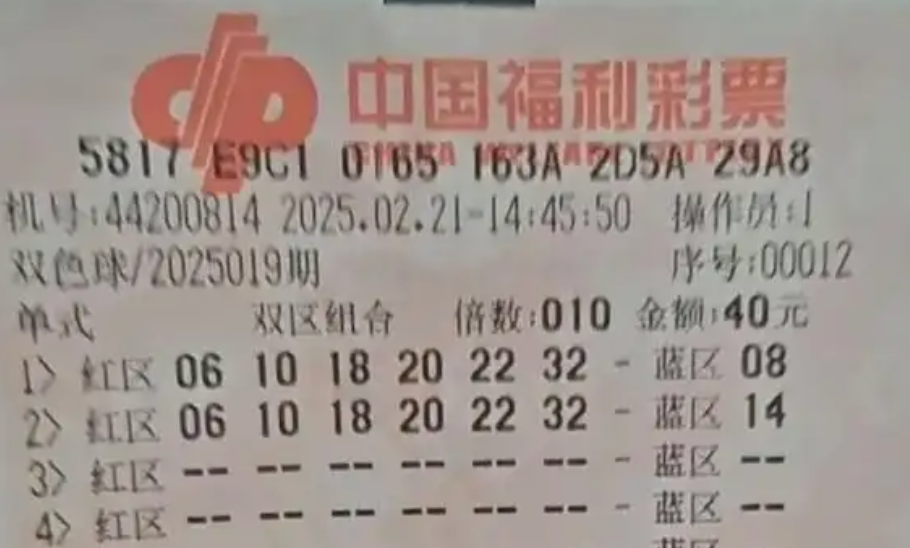 中国福利彩票
5817 E9C1 0165 163A 2D5A 29A8
机号:44200814 2025.02.21-14:45:50 操作员:1
双色球/2025019期 序号:00012
单式 双区组合 倍数:010 金额:40元
1> 红区 06 10 18 20 22 32 - 蓝区 08
2> 红区 06 10 18 20 22 32 - 蓝区 14
3> 红区 -- -- -- -- -- -- - 蓝区 --
4> 红区 -- -- -- -- -- -- - 蓝区 --